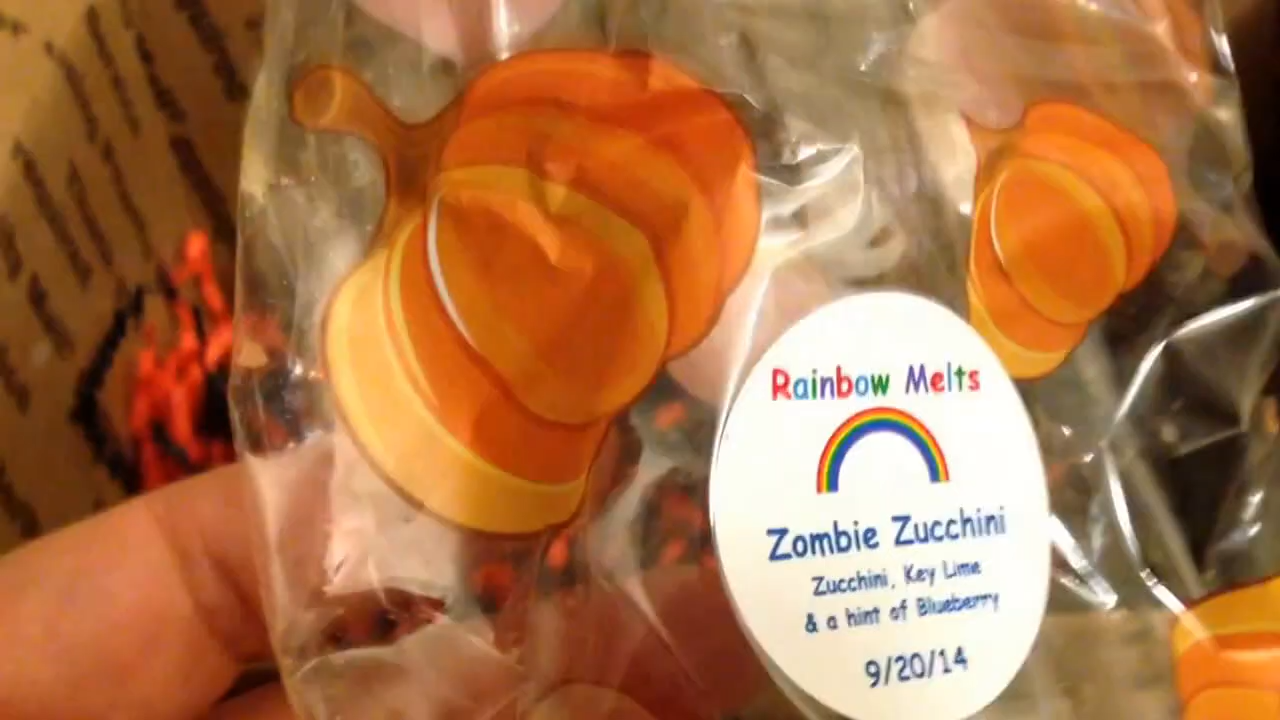 Rainbow Melts
Zombie Zucchini
Zucchini, Key Lime
& a hint of Blueberry
9/20/14